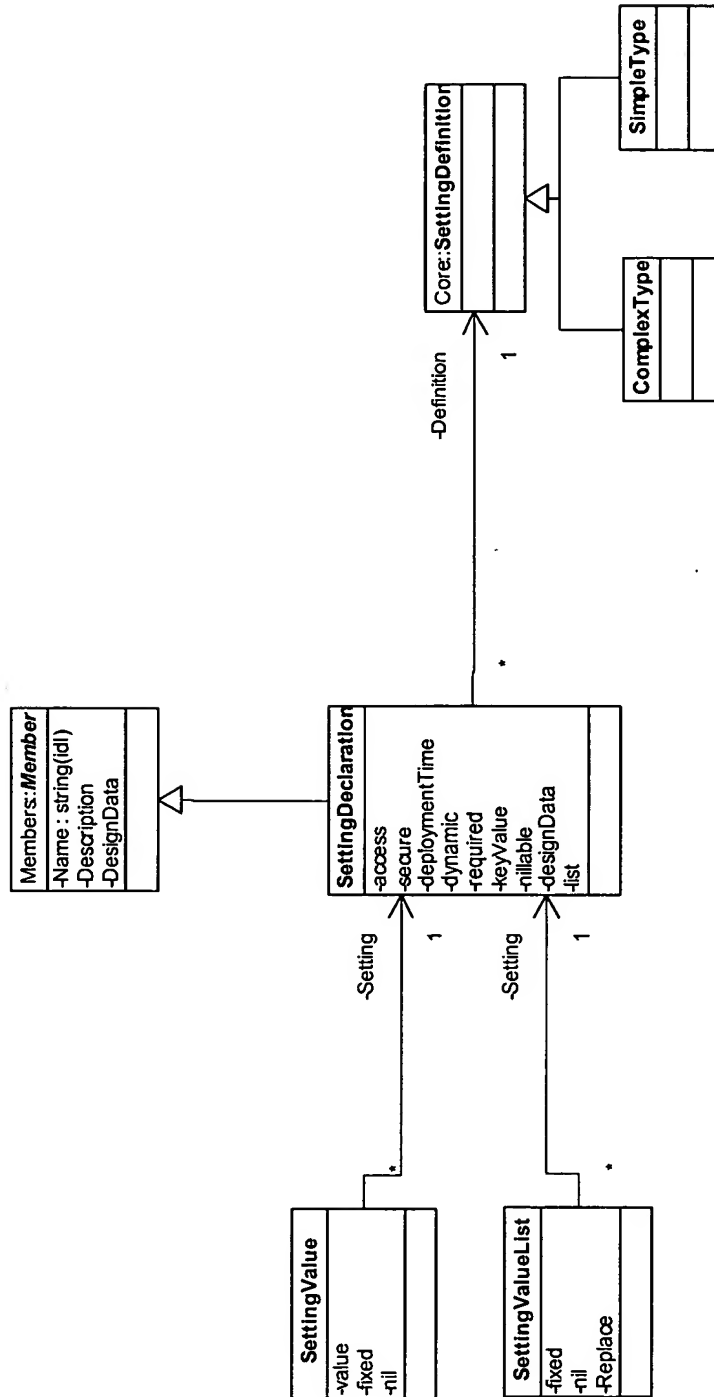 Members::Member
-Name : string(idl)
-Description
-DesignData
SettingValue
-value
-fixed
-nil
*
-Setting
1
SettingDeclaration
-access
-secure
-deploymentTime
-dynamic
-required
-keyValue
-nillable
-designData
-list
*
-Definition
1
Core::SettingDefinition
SettingValueList
-fixed
-nil
-Replace
*
-Setting
1
ComplexType
SimpleType